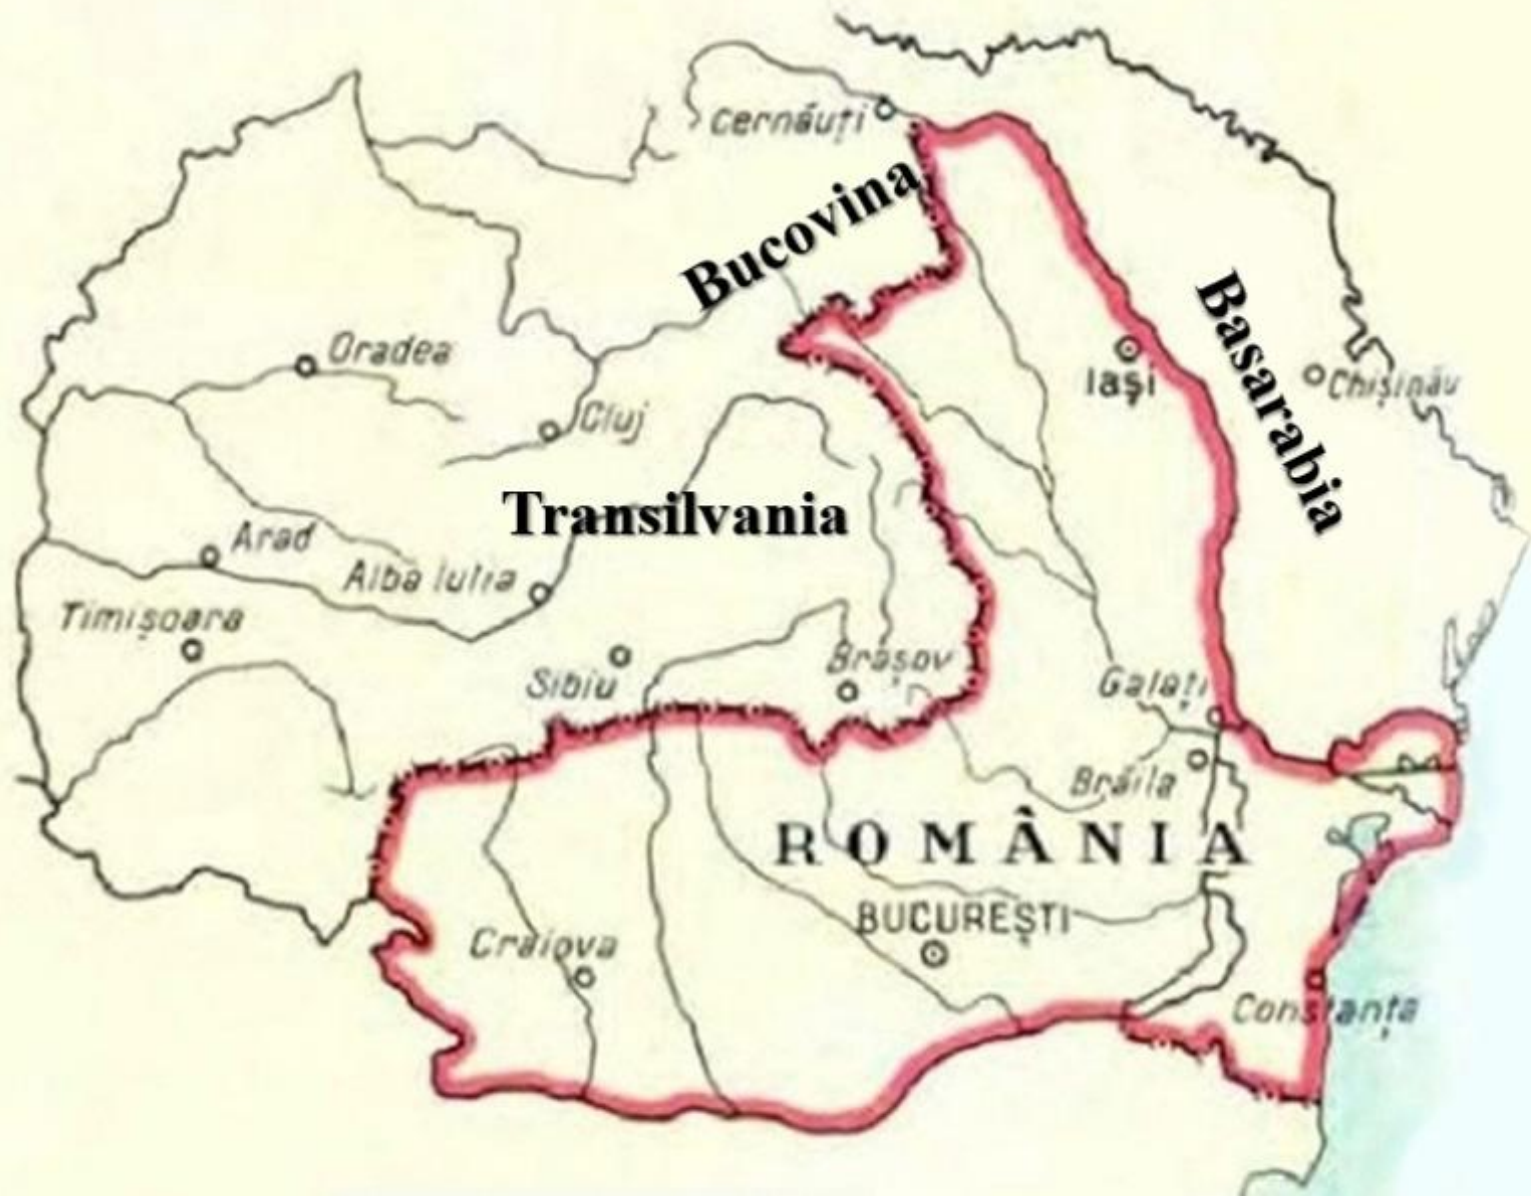 Cernăuți
Bucovina
Basarabia
Oradea
Iași
Chișinău
Cluj
Transilvania
Arad
Alba Iulia
Timișoara
Sibiu
Brașov
Galați
Brăila
ROMÂNIA
BUCUREȘTI
Craiova
Constanța